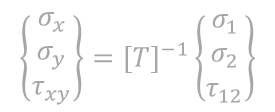 {σx σy τxy} = [T]⁻¹ {σ1 σ2 τ12}